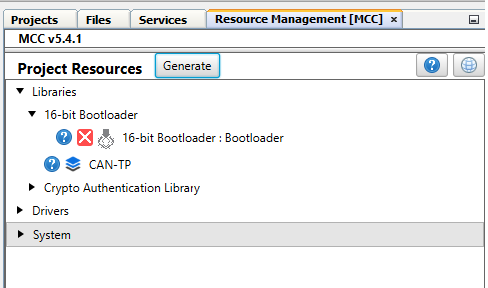 Projects Files Services Resource Management [MCC] ×
MCC v5.4.1
Project Resources Generate ?
Libraries
16-bit Bootloader
? 16-bit Bootloader : Bootloader
? CAN-TP
Crypto Authentication Library
Drivers
System